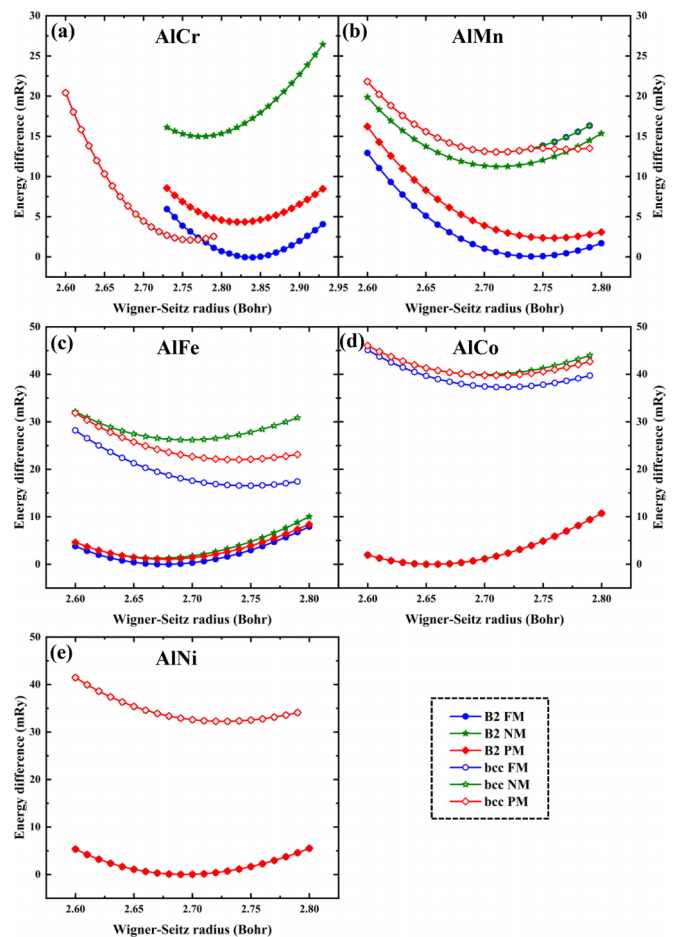 (a) AlCr
(b) AlMn
Energy difference (mRy)
30
25
20
15
10
5
0
2.60 2.65 2.70 2.75 2.80 2.85 2.90 2.95
Wigner-Seitz radius (Bohr)
2.60 2.65 2.70 2.75 2.80
Wigner-Seitz radius (Bohr)
30
25
20
15
10
5
0
Energy difference (mRy)
(c) AlFe
(d) AlCo
Energy difference (mRy)
50
40
30
20
10
0
2.60 2.65 2.70 2.75 2.80
Wigner-Seitz radius (Bohr)
2.60 2.65 2.70 2.75 2.80
Wigner-Seitz radius (Bohr)
50
40
30
20
10
0
Energy difference (mRy)
(e) AlNi
Energy difference (mRy)
50
40
30
20
10
0
2.60 2.65 2.70 2.75 2.80
Wigner-Seitz radius (Bohr)
B2 FM
B2 NM
B2 PM
bcc FM
bcc NM
bcc PM